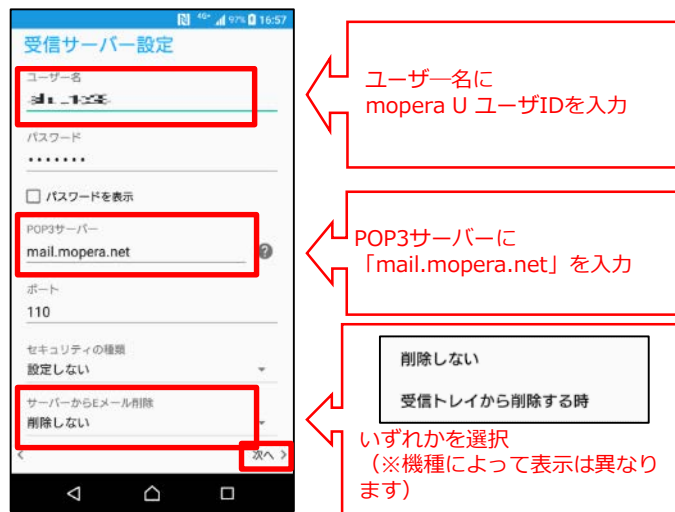 97% 16:57
受信サーバー設定
ユーザー名
パスワード
・・・・・・・
パスワードを表示
POP3サーバー
mail.mopera.net
ポート
110
セキュリティの種類
設定しない
サーバーからEメール削除
削除しない
次へ
ユーザ―名に
mopera U ユーザIDを入力
POP3サーバーに
「mail.mopera.net」を入力
削除しない
受信トレイから削除する時
いずれかを選択
（※機種によって表示は異なり
ます）